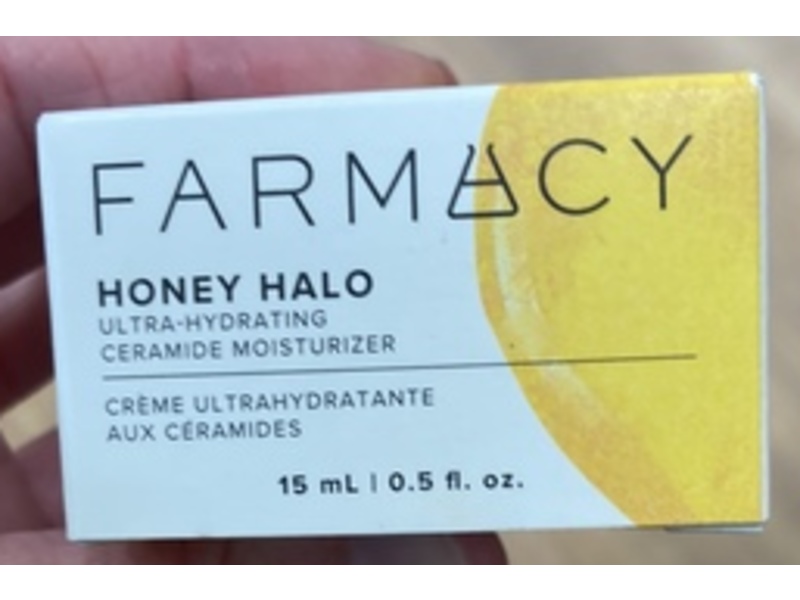 FARMACY
HONEY HALO
ULTRA-HYDRATING
CERAMIDE MOISTURIZER
CRÈME ULTRAHYDRATANTE
AUX CÉRAMIDES
15 mL | 0.5 fl. oz.